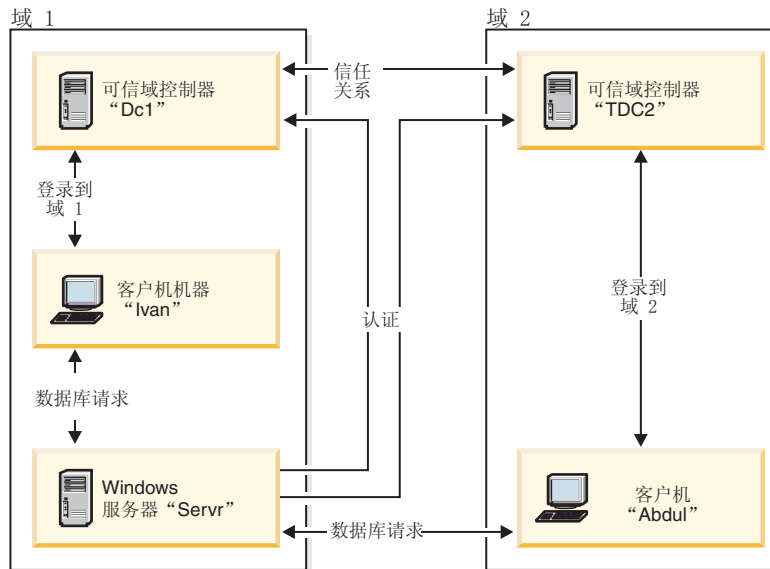 域 1
域 2
可信域控制器
“Dc1”
信任
关系
可信域控制器
“TDC2”
登录到
域 1
客户机机器
“Ivan”
认证
登录到
域 2
数据库请求
Windows
服务器“Servr”
数据库请求
客户机
“Abdul”